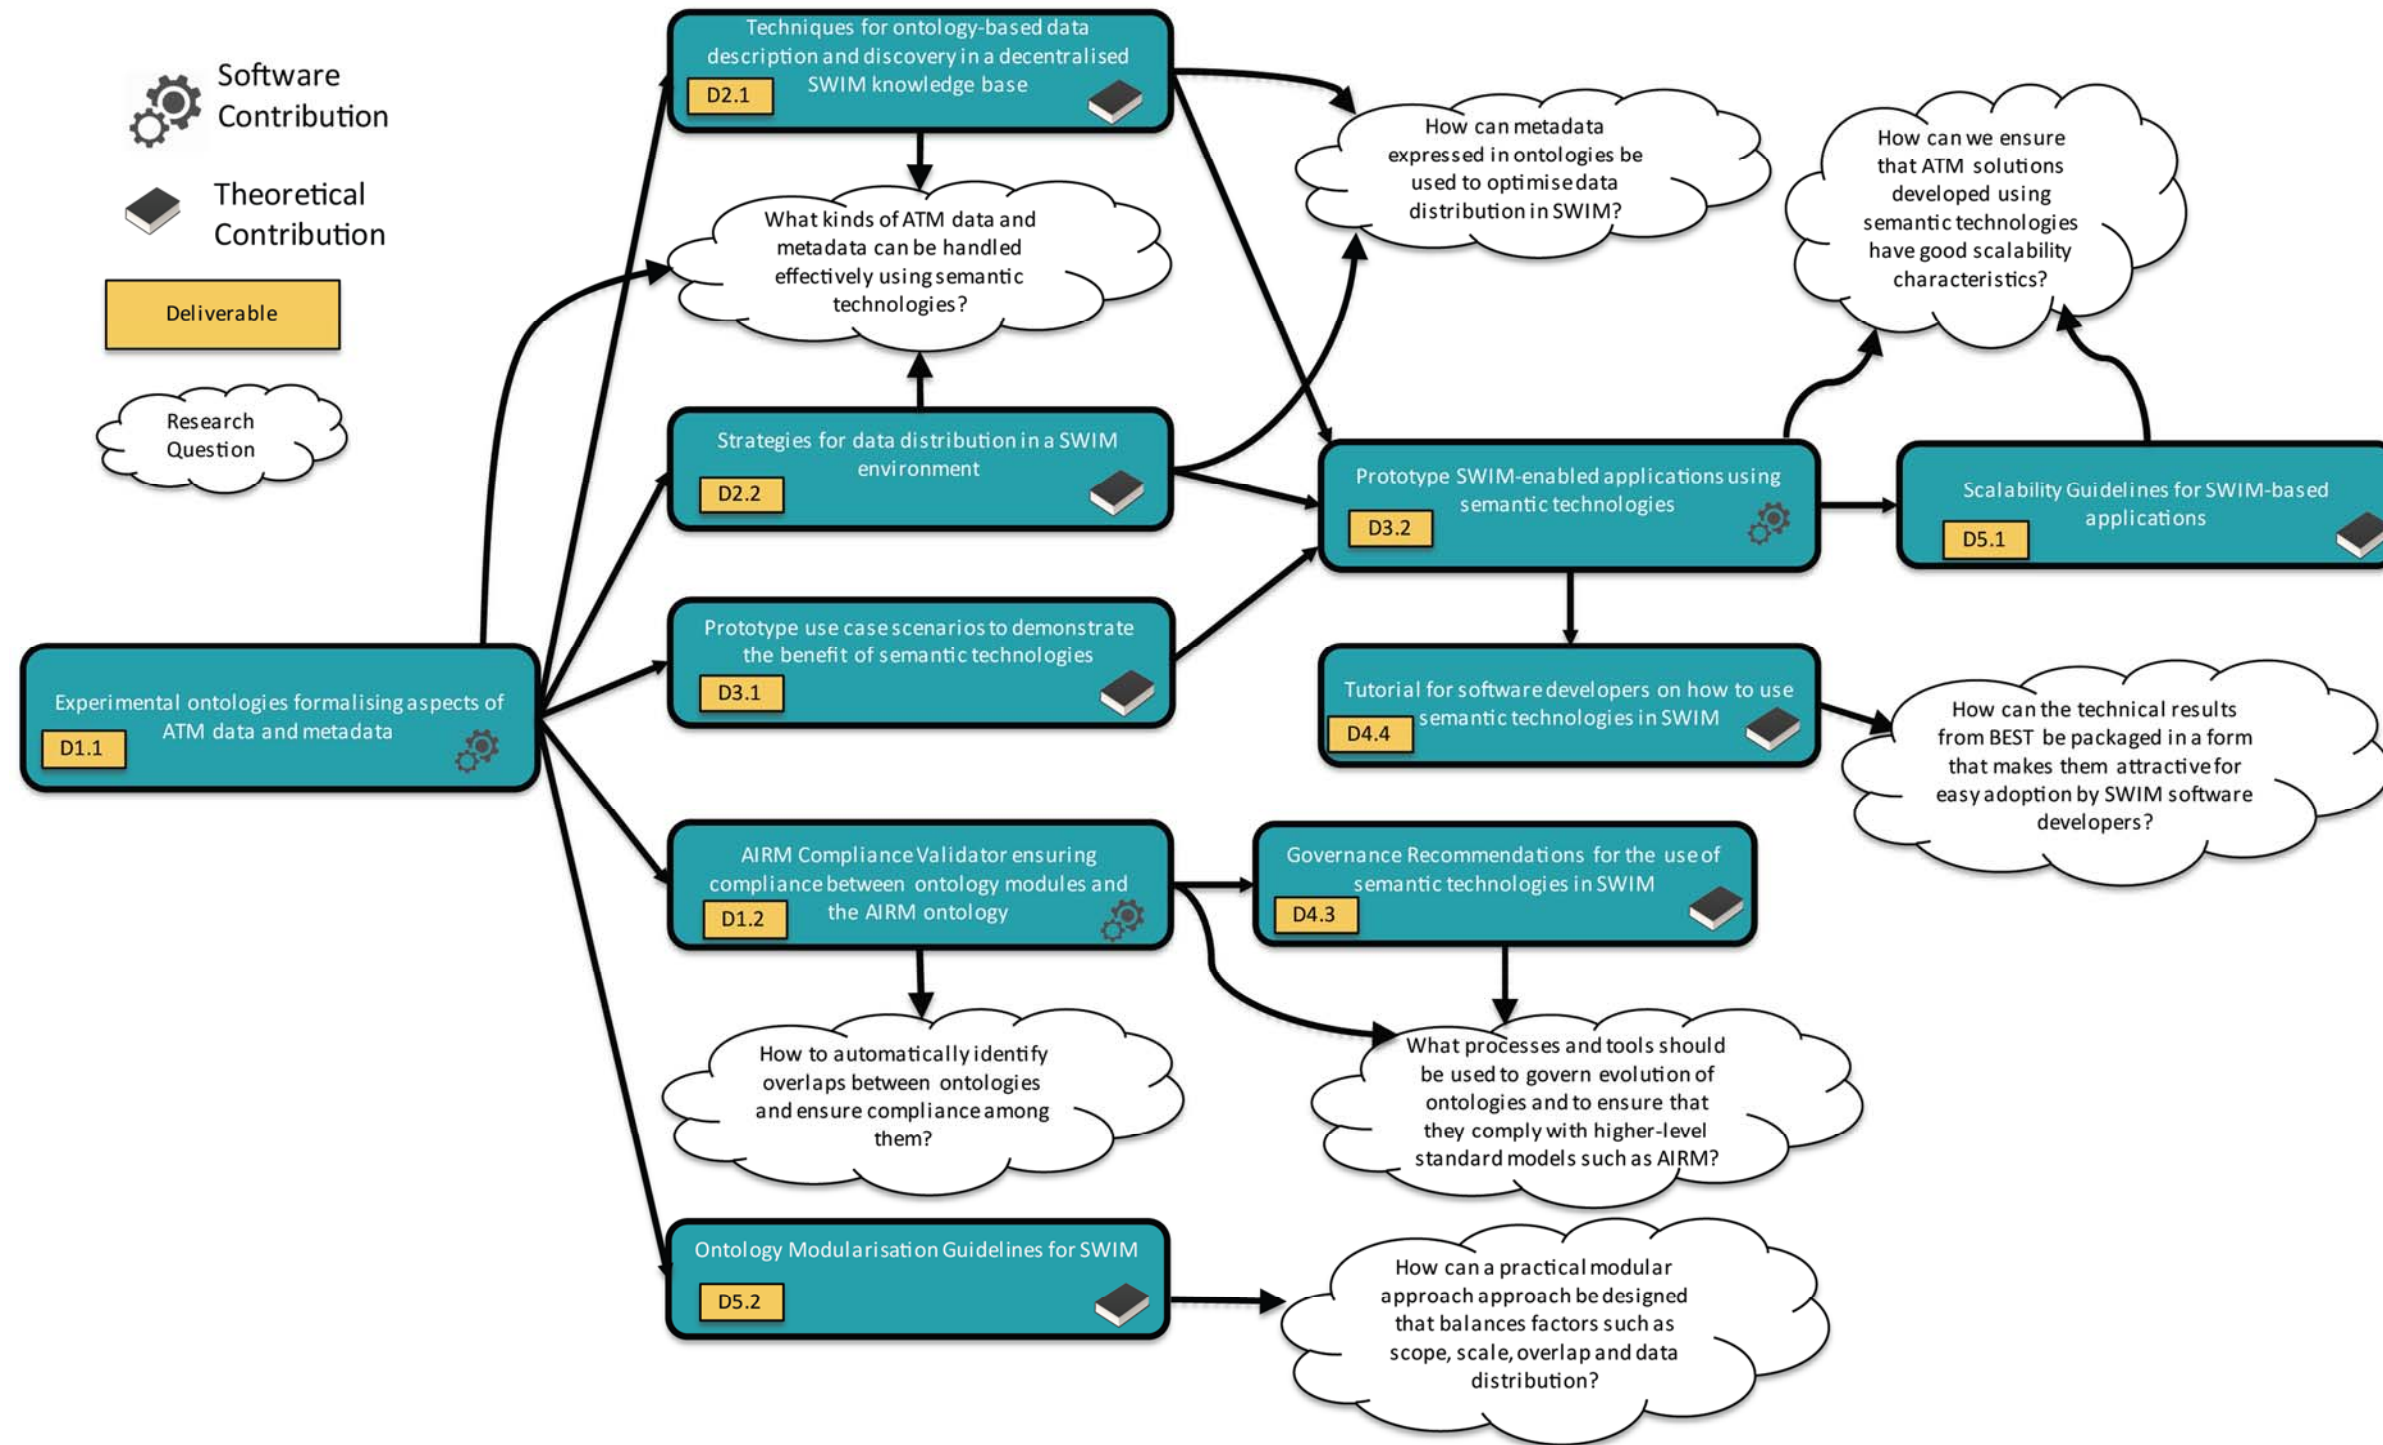 Software
Contribution
Theoretical
Contribution
Deliverable
Research
Question
Techniques for ontology-based data
description and discovery in a decentralised
SWIM knowledge base
D2.1
What kinds of ATM data and
metadata can be handled
effectively using semantic
technologies?
How can metadata
expressed in ontologies be
used to optimise data
distribution in SWIM?
How can we ensure
that ATM solutions
developed using
semantic technologies
have good scalability
characteristics?
Strategies for data distribution in a SWIM
environment
D2.2
Prototype SWIM-enabled applications using
semantic technologies
D3.2
Scalability Guidelines for SWIM-based
applications
D5.1
Prototype use case scenarios to demonstrate
the benefit of semantic technologies
D3.1
Experimental ontologies formalising aspects of
ATM data and metadata
D1.1
Tutorial for software developers on how to use
semantic technologies in SWIM
D4.4
How can the technical results
from BEST be packaged in a form
that makes them attractive for
easy adoption by SWIM software
developers?
AIRM Compliance Validator ensuring
compliance between ontology modules and
the AIRM ontology
D1.2
Governance Recommendations for the use of
semantic technologies in SWIM
D4.3
How to automatically identify
overlaps between ontologies
and ensure compliance among
them?
What processes and tools should
be used to govern evolution of
ontologies and to ensure that
they comply with higher-level
standard models such as AIRM?
Ontology Modularisation Guidelines for SWIM
D5.2
How can a practical modular
approach approach be designed
that balances factors such as
scope, scale, overlap and data
distribution?